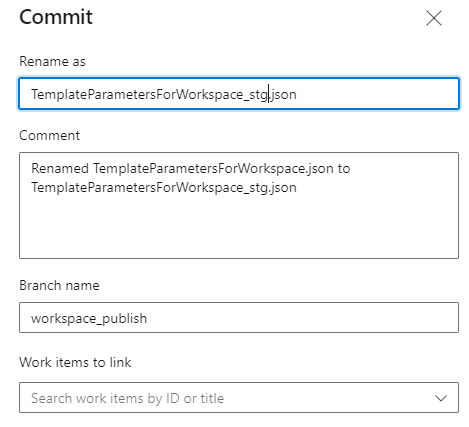 Commit
Rename as
TemplateParametersForWorkspace_stg.json
Comment
Renamed TemplateParametersForWorkspace.json to
TemplateParametersForWorkspace_stg.json
Branch name
workspace_publish
Work items to link
Search work items by ID or title